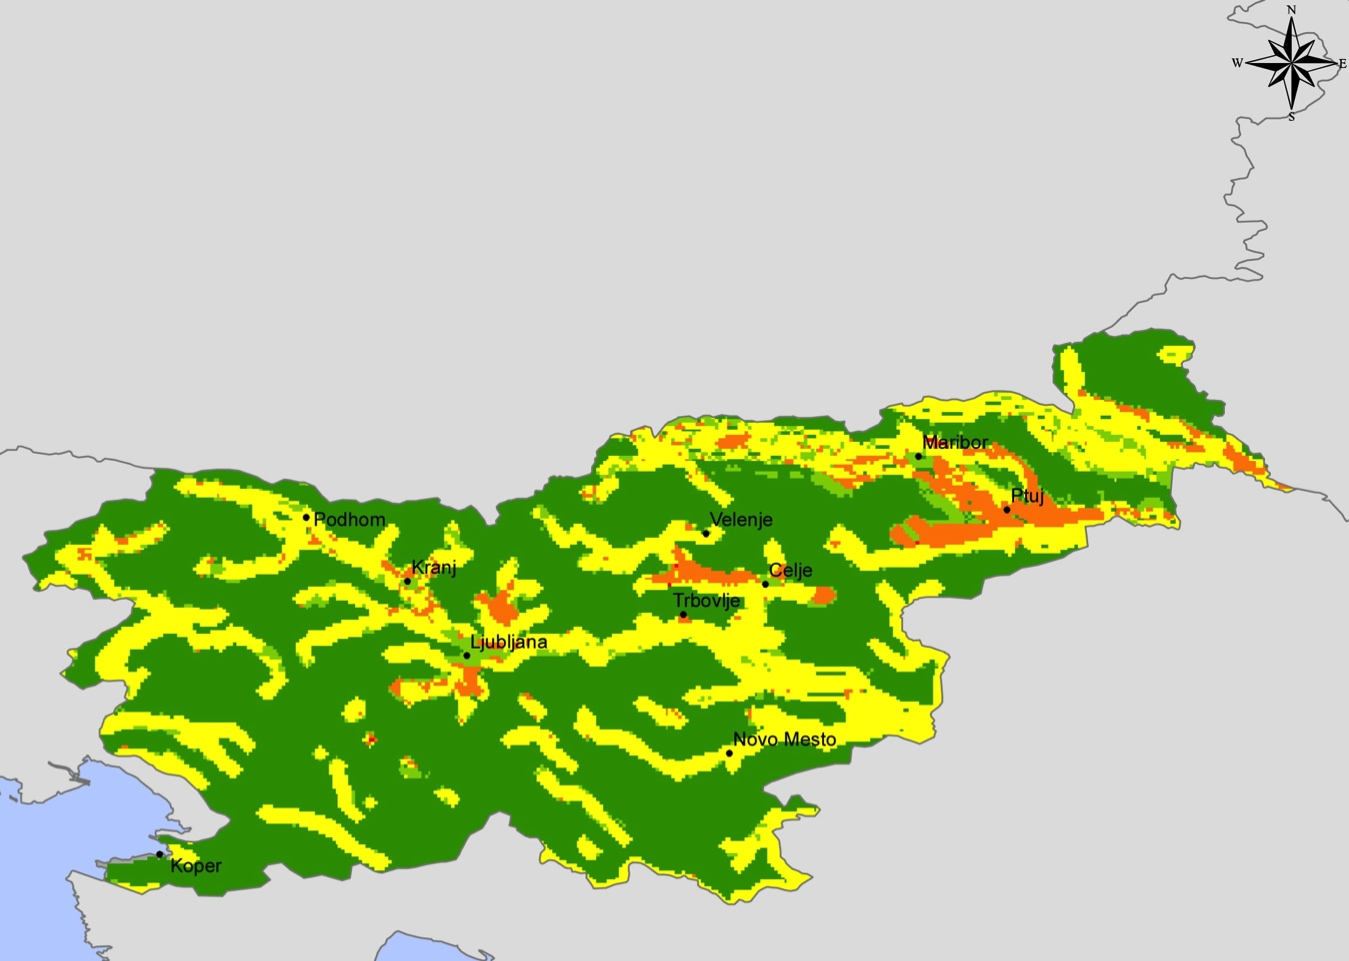 N
W
E
S
Maribor
Ptuj
Podhom
Velenje
Kranj
Celje
Trbovlje
Ljubljana
Novo Mesto
Koper